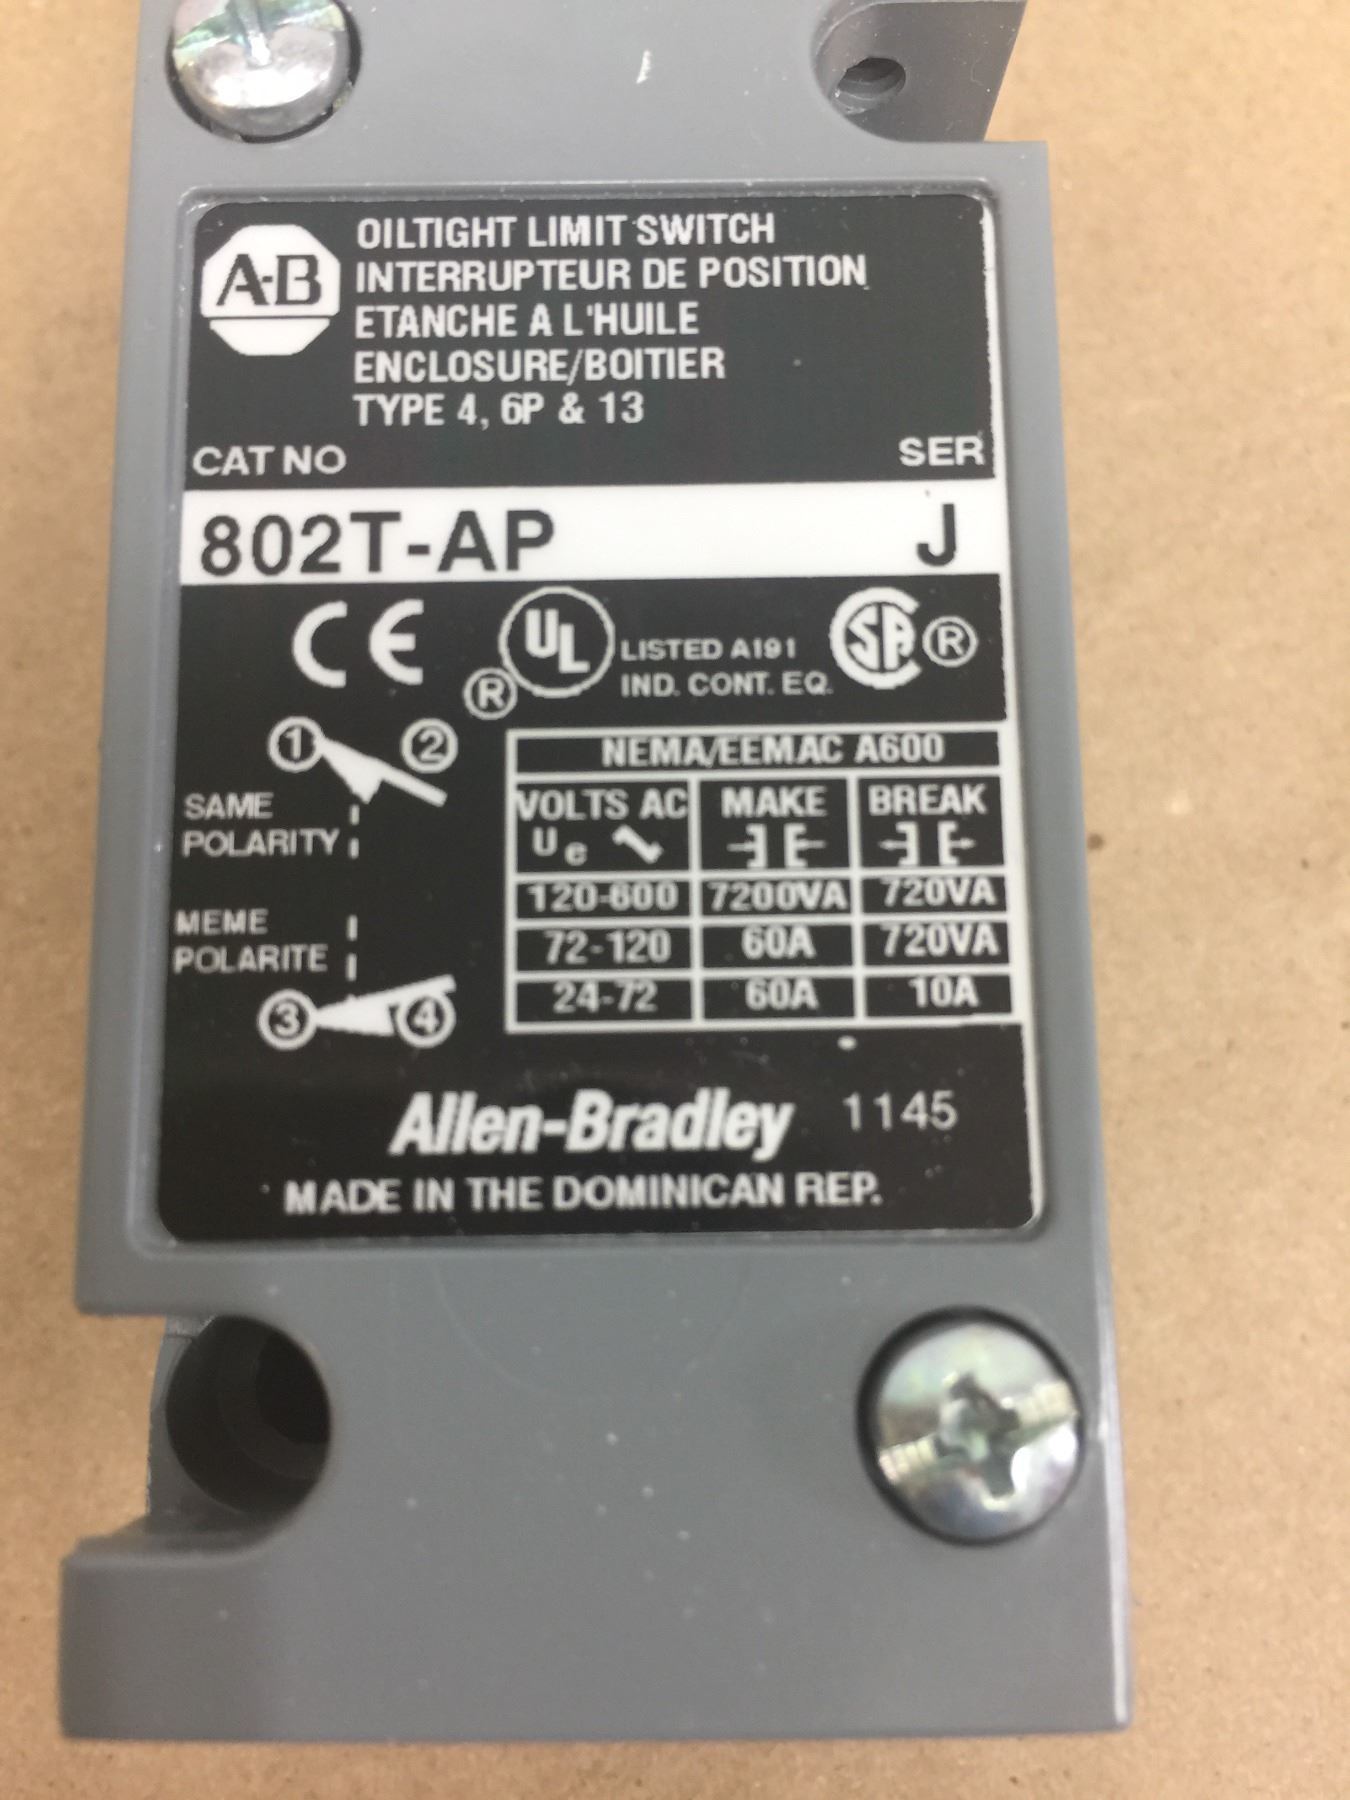 A-B
OILTIGHT LIMIT SWITCH
INTERRUPTEUR DE POSITION
ETANCHE A L'HUILE
ENCLOSURE/BOITIER
TYPE 4, 6P & 13
CAT NO SER
802T-AP J
CE ® UL LISTED A191 SA ®
IND. CONT. EQ.
1 2
SAME
POLARITY
MEME
POLARITE
3 4
NEMA/EEMAC A600
VOLTS AC MAKE BREAK
Ue
120-600 7200VA 720VA
72-120 60A 720VA
24-72 60A 10A
Allen-Bradley 1145
MADE IN THE DOMINICAN REP.